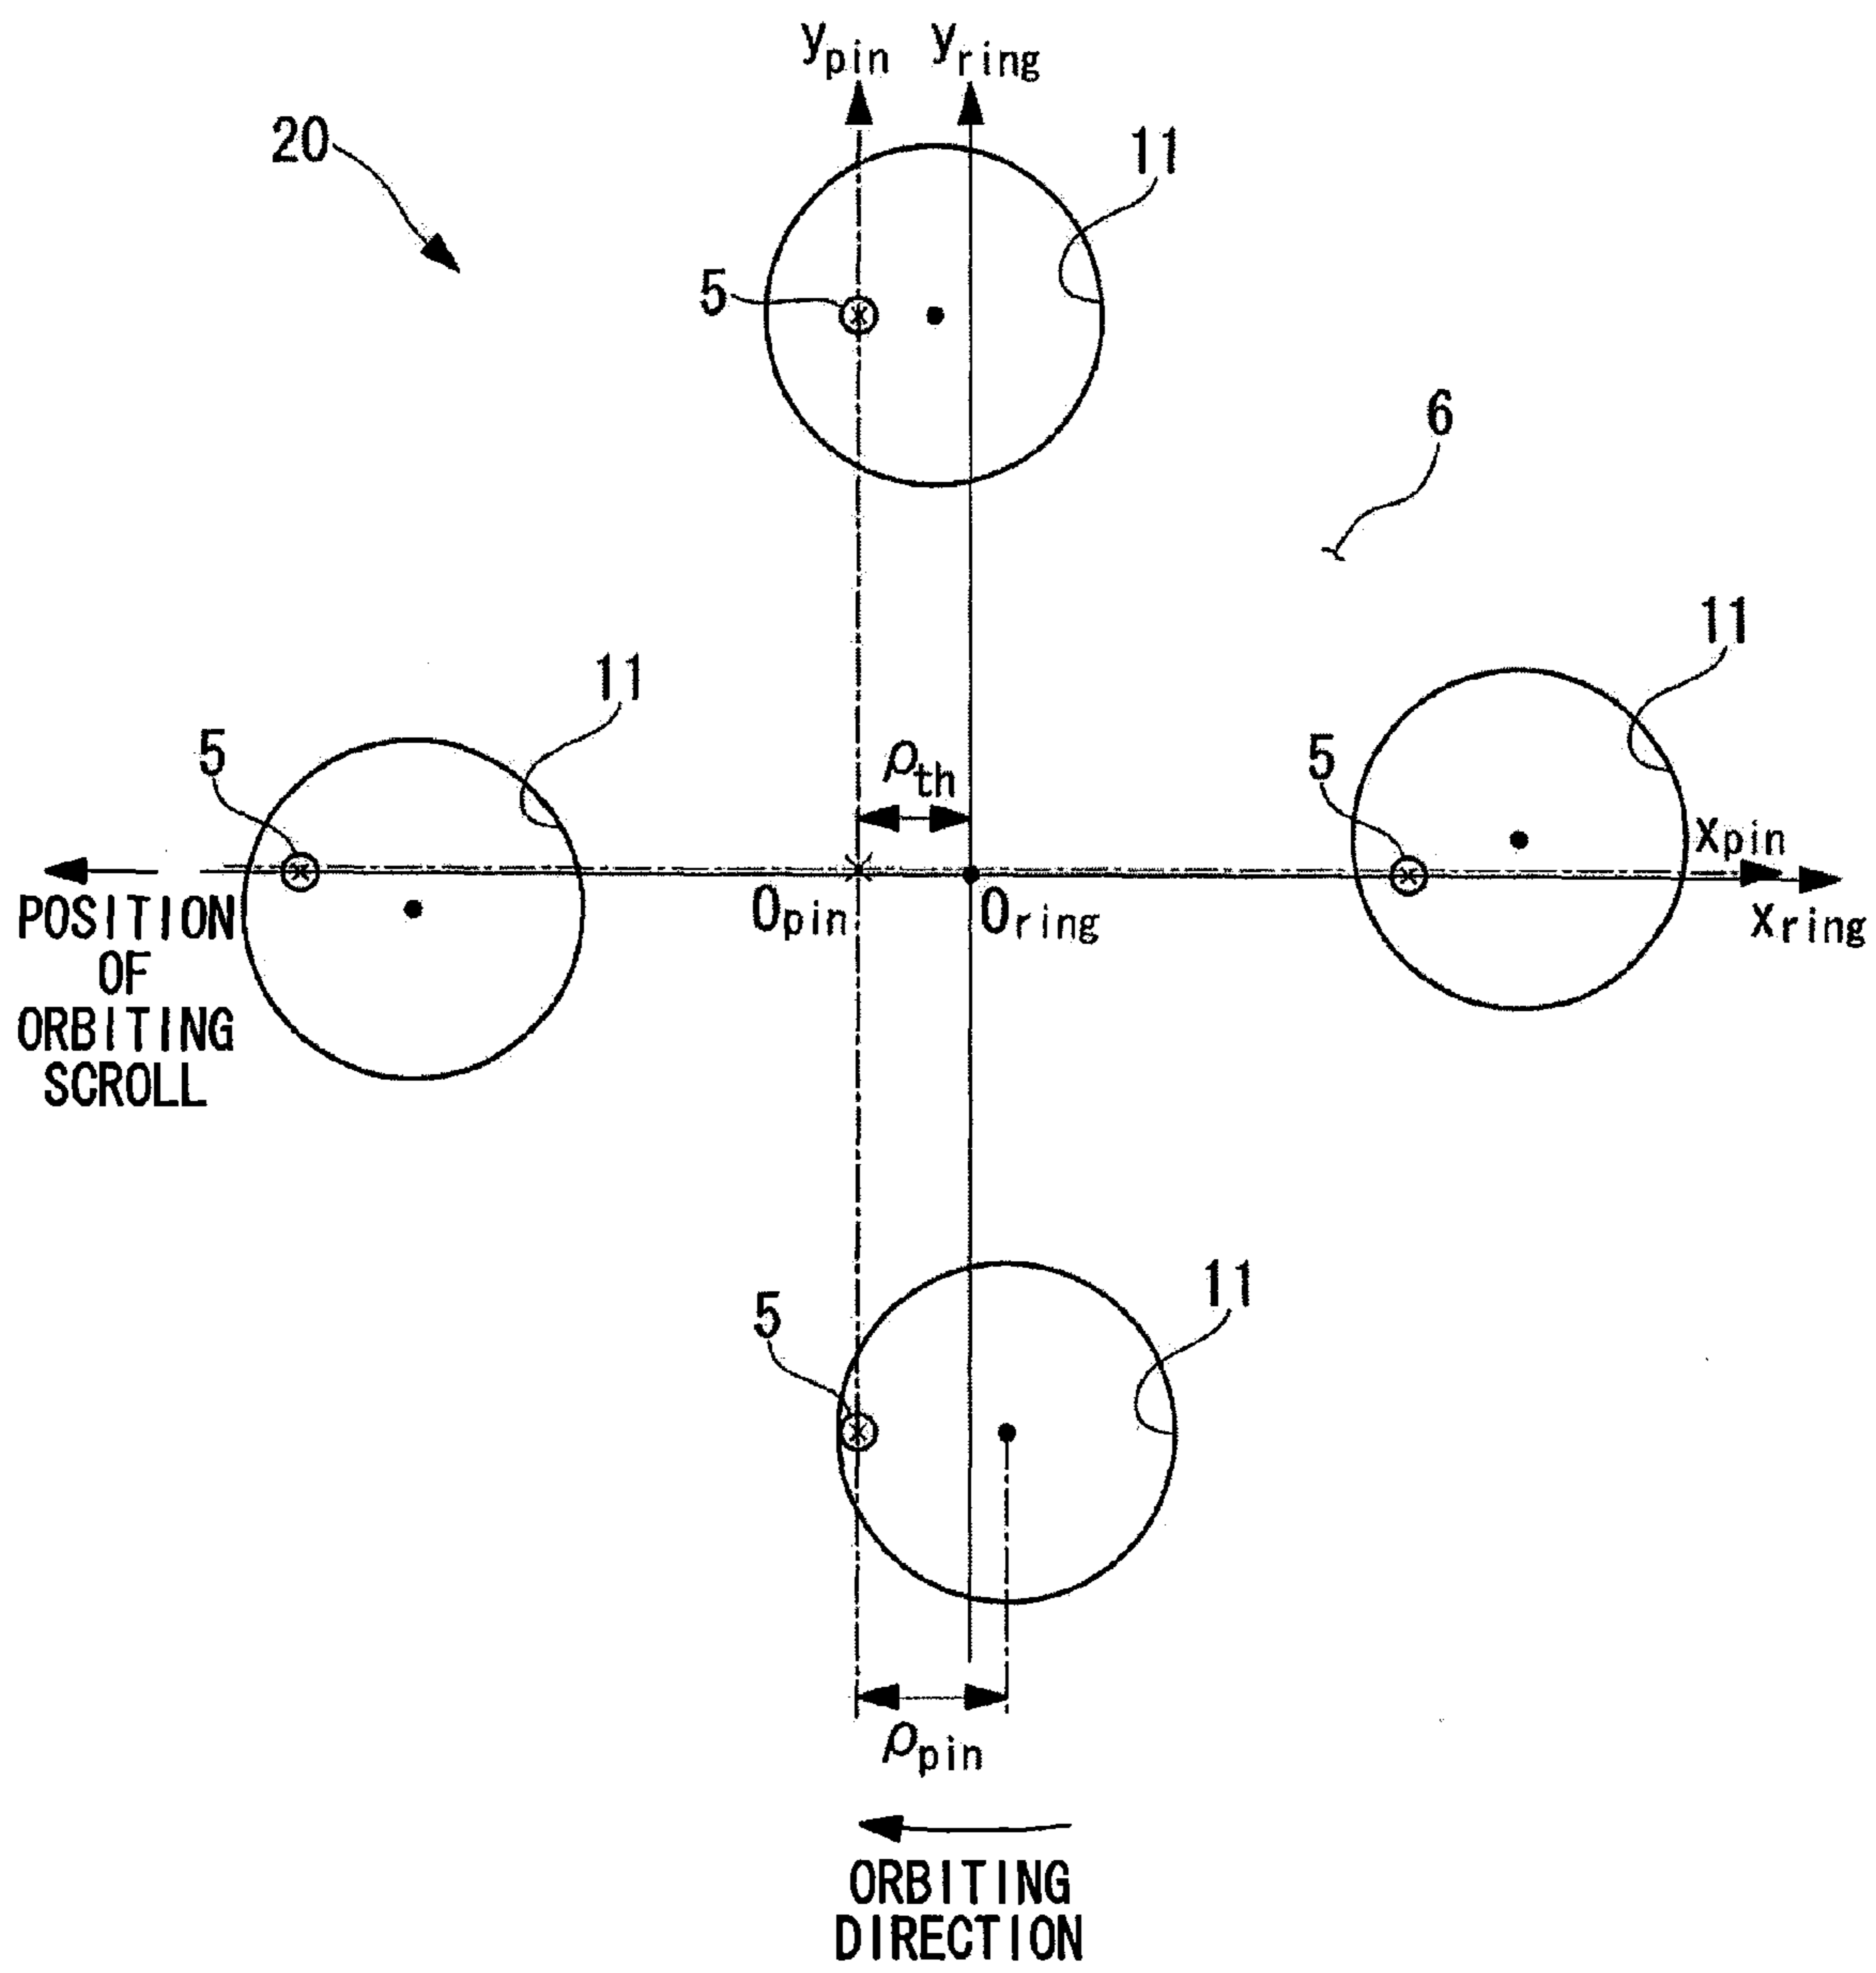 ypin yring
20
11
5
6
11
11
5
5
ρth
xpin
Opin
Oring
xring
POSITION
OF
ORBITING
SCROLL
11
5
ρpin
ORBITING
DIRECTION